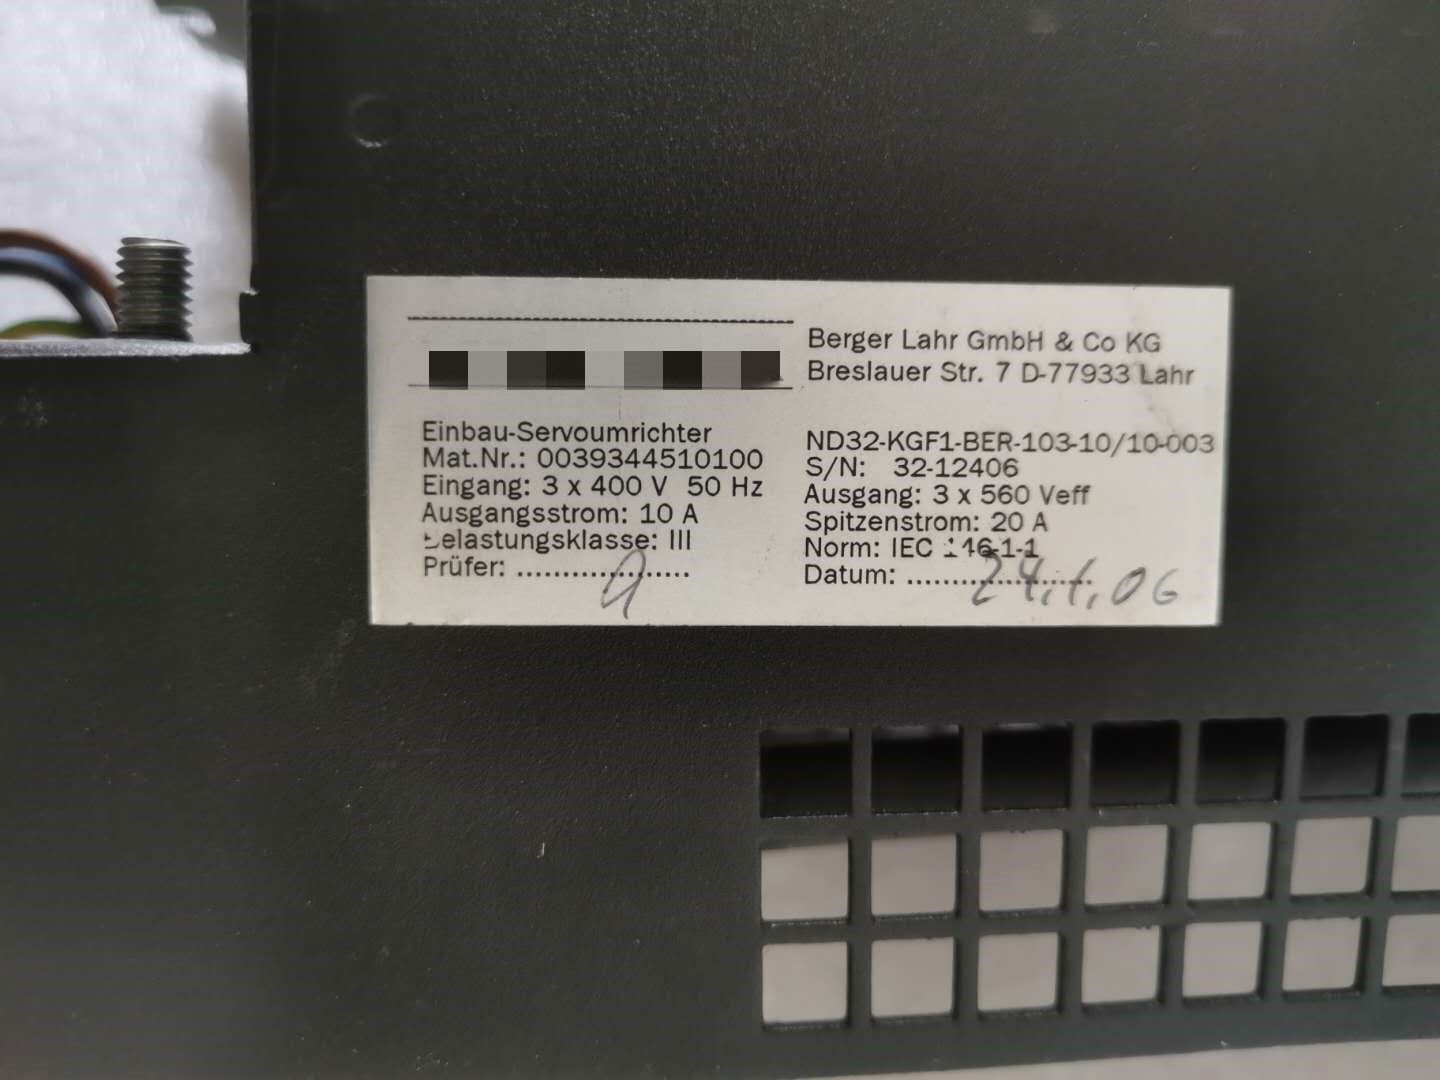 Berger Lahr GmbH & Co KG
Breslauer Str. 7 D-77933 Lahr
Einbau-Servoumrichter
Mat.Nr.: 0039344510100
Eingang: 3 x 400 V 50 Hz
Ausgangsstrom: 10 A
Belastungsklasse: III
Prüfer: ...................
ND32-KGF1-BER-103-10/10-003
S/N: 32-12406
Ausgang: 3 x 560 Veff
Spitzenstrom: 20 A
Norm: IEC 146-1-1
Datum: .................... 24.1.06